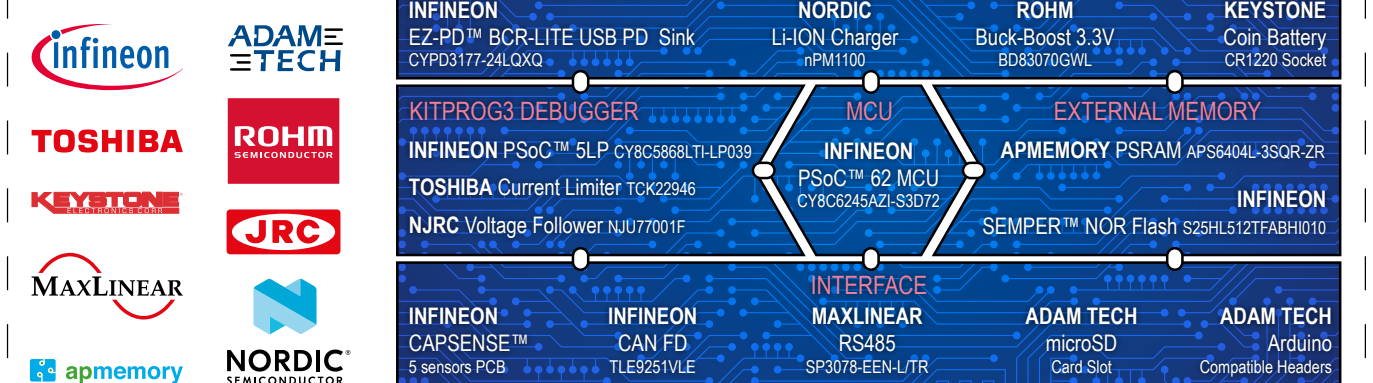 infineon
ADAM
TECH
TOSHIBA
ROHM
SEMICONDUCTOR
KEYSTONE
ELECTRONICS CORP.
JRC
MAXLINEAR
apmemory
NORDIC®
SEMICONDUCTOR
INFINEON
EZ-PD™ BCR-LITE USB PD Sink
CYPD3177-24LQXQ
NORDIC
Li-ION Charger
nPM1100
ROHM
Buck-Boost 3.3V
BD83070GWL
KEYSTONE
Coin Battery
CR1220 Socket
KITPROG3 DEBUGGER
INFINEON PSoC™ 5LP CY8C5868LTI-LP039
TOSHIBA Current Limiter TCK22946
NJRC Voltage Follower NJU77001F
MCU
INFINEON
PSoC™ 62 MCU
CY8C6245AZI-S3D72
EXTERNAL MEMORY
APMEMORY PSRAM APS6404L-3SQR-ZR
INFINEON
SEMPER™ NOR Flash S25HL512TFABHI010
INTERFACE
INFINEON
CAPSENSE™
5 sensors PCB
INFINEON
CAN FD
TLE9251VLE
MAXLINEAR
RS485
SP3078-EEN-L/TR
ADAM TECH
microSD
Card Slot
ADAM TECH
Arduino
Compatible Headers